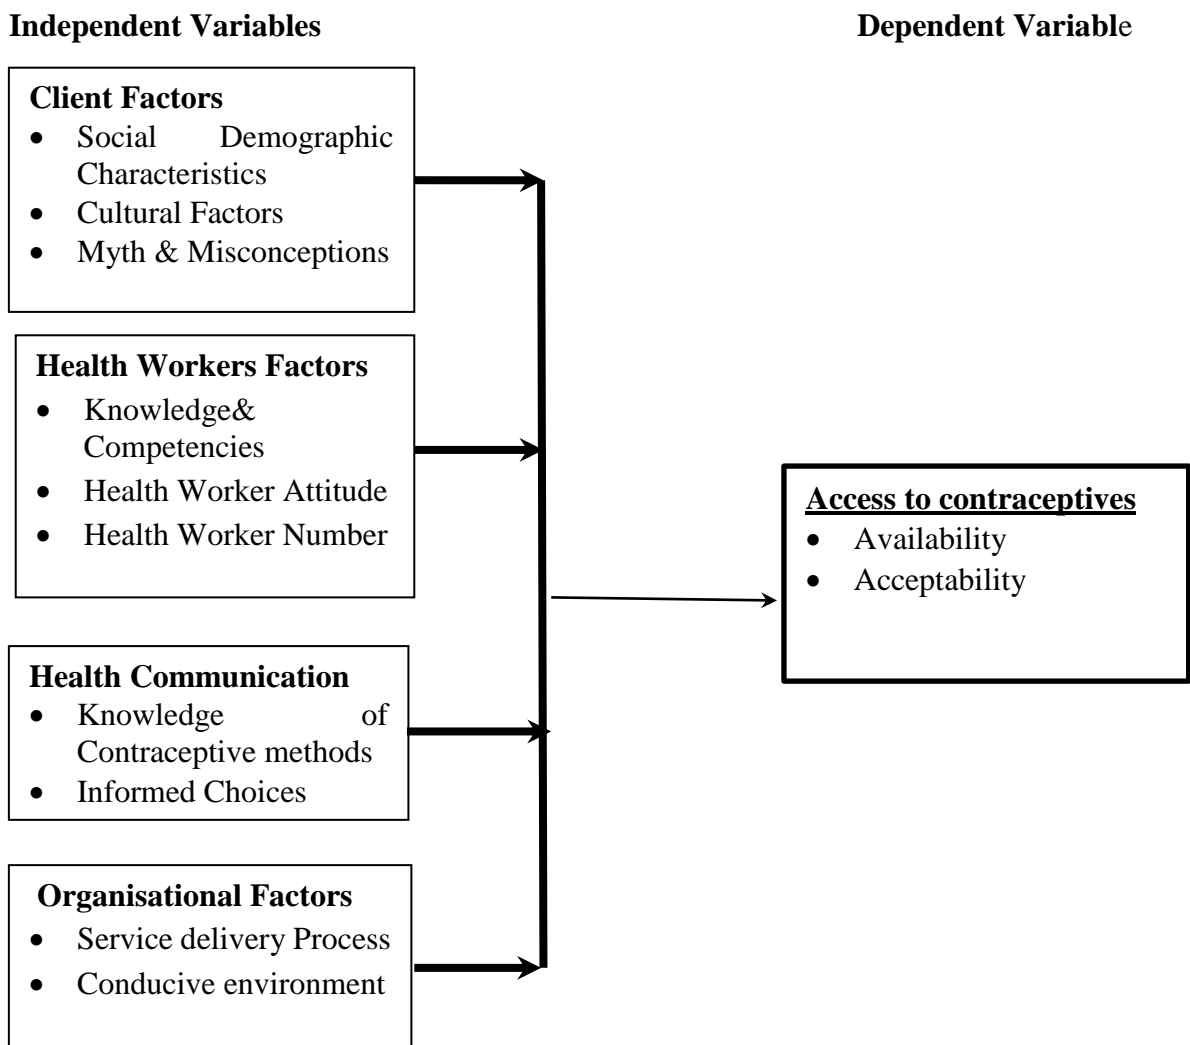 Independent Variables
Dependent Variable
Client Factors
• Social Demographic
Characteristics
• Cultural Factors
• Myth & Misconceptions
Health Workers Factors
• Knowledge&
Competencies
• Health Worker Attitude
• Health Worker Number
Access to contraceptives
• Availability
• Acceptability
Health Communication
• Knowledge of
Contraceptive methods
• Informed Choices
Organisational Factors
• Service delivery Process
• Conducive environment